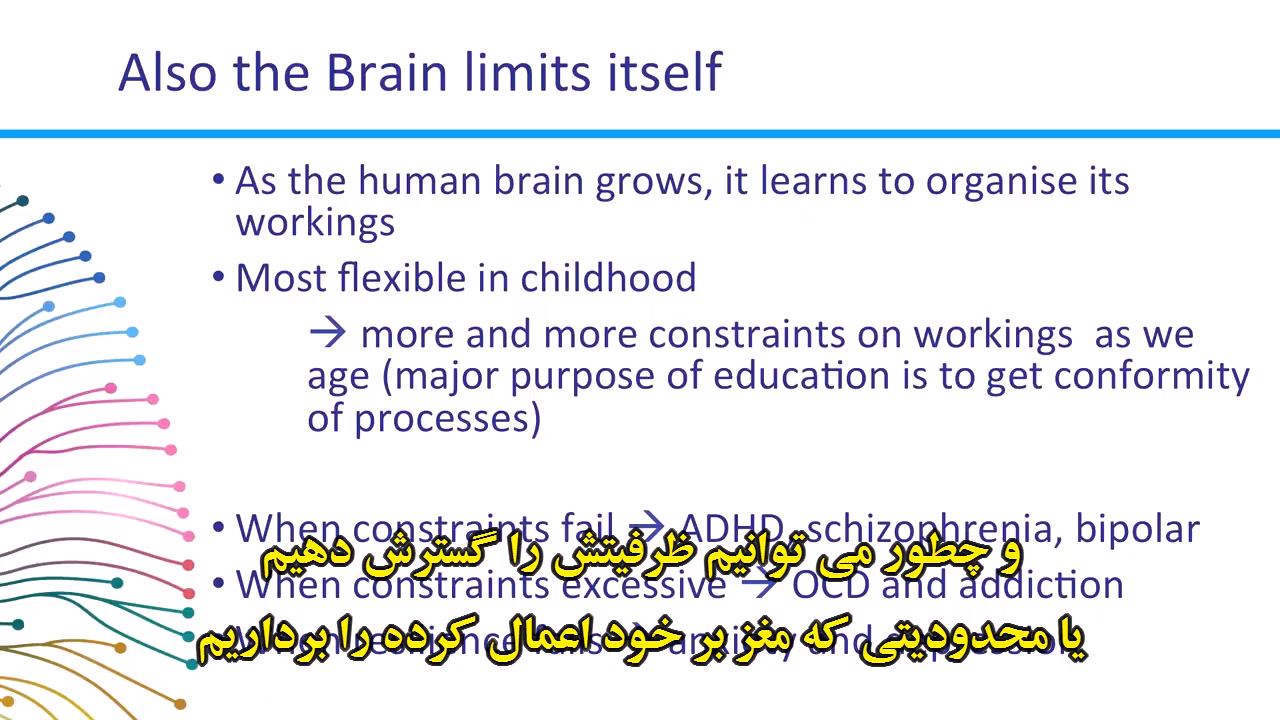 Also the Brain limits itself
• As the human brain grows, it learns to organise its
workings
• Most flexible in childhood
→ more and more constraints on workings as we
age (major purpose of education is to get conformity
of processes)
• When constraints fail → ADHD, schizophrenia, bipolar
و چطور می توانیم ظرفیتش را گسترش دهیم
• When constraints excessive → OCD and addiction
یا محدودیتی که مغز بر خود اعمال کرده را برداریم